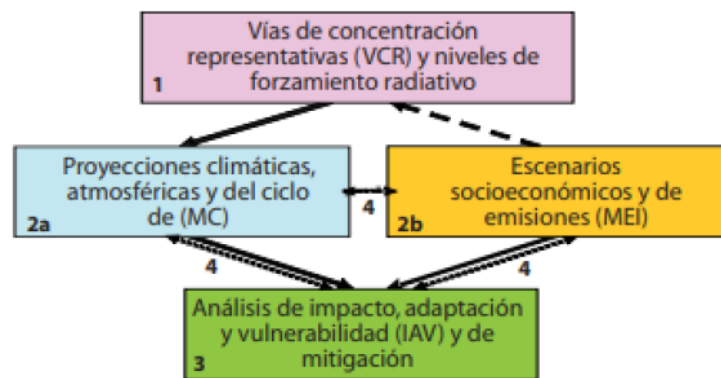 Vías de concentración
representativas (VCR) y niveles de
forzamiento radiativo
1
Proyecciones climáticas,
atmosféricas y del ciclo
de (MC)
2a
4
Escenarios
socioeconómicos y de
emisiones (MEI)
2b
4
4
Análisis de impacto, adaptación
y vulnerabilidad (IAV) y de
mitigación
3